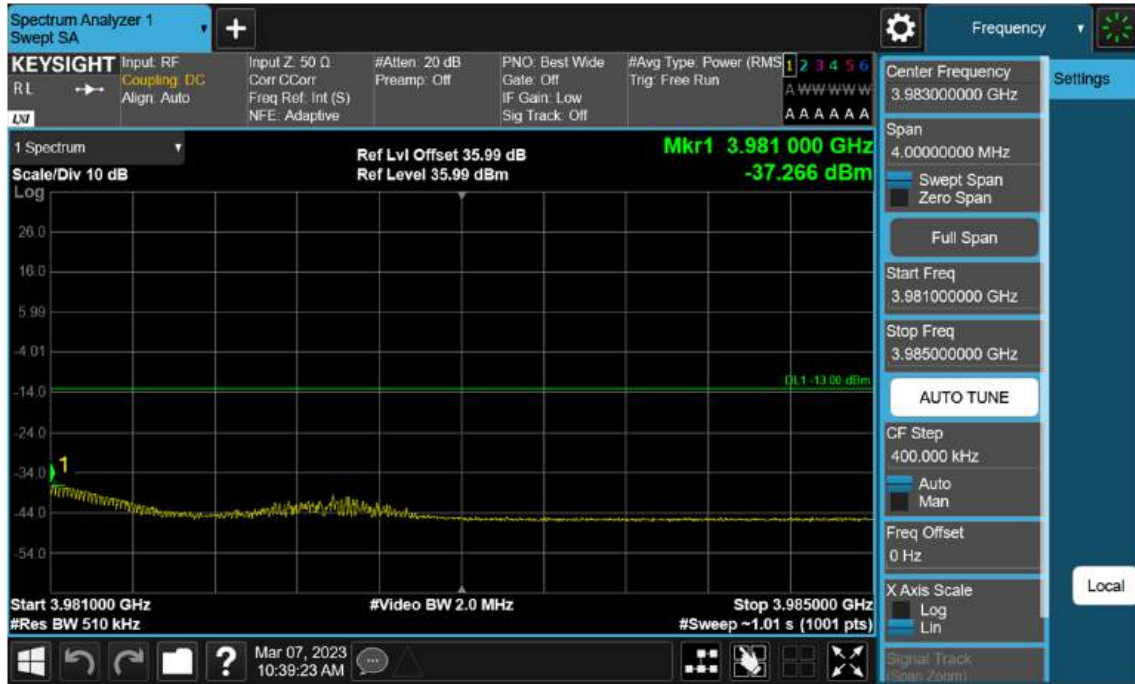 Spectrum Analyzer 1
Swept SA
Frequency
KEYSIGHT
RL
LXI
Input: RF
Coupling: DC
Align: Auto
Input Z: 50 Ω
Corr CCorr
Freq Ref: Int (S)
NFE: Adaptive
#Atten: 20 dB
Preamp: Off
PNO: Best Wide
Gate: Off
IF Gain: Low
Sig Track: Off
#Avg Type: Power (RMS
Trig: Free Run
1 2 3 4 5 6
A W W W W W
A A A A A A
1 Spectrum
Scale/Div 10 dB
Ref Lvl Offset 35.99 dB
Ref Level 35.99 dBm
Mkr1 3.981 000 GHz
-37.266 dBm
Log
26.0
16.0
5.99
-4.01
DL1 -13.00 dBm
-14.0
-24.0
1
-34.0
-44.0
-54.0
Start 3.981000 GHz
#Video BW 2.0 MHz
Stop 3.985000 GHz
#Res BW 510 kHz
#Sweep ~1.01 s (1001 pts)
Center Frequency
3.983000000 GHz
Settings
Span
4.00000000 MHz
Swept Span
Zero Span
Full Span
Start Freq
3.981000000 GHz
Stop Freq
3.985000000 GHz
AUTO TUNE
CF Step
400.000 kHz
Auto
Man
Freq Offset
0 Hz
X Axis Scale
Log
Lin
Local
Signal Track
(Span Zoom)
?
Mar 07, 2023
10:39:23 AM